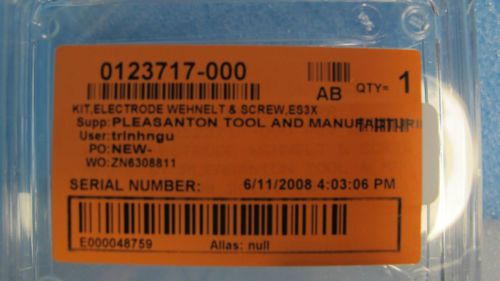 0123717-000
AB QTY= 1
KIT,ELECTRODE WEHNELT & SCREW,ES3X
Supp: PLEASANTON TOOL AND MANUFACTURI
User: trinhngu
PO: NEW-
WO: ZN6308811
SERIAL NUMBER: 6/11/2008 4:03:06 PM
E000048759 Alias: null